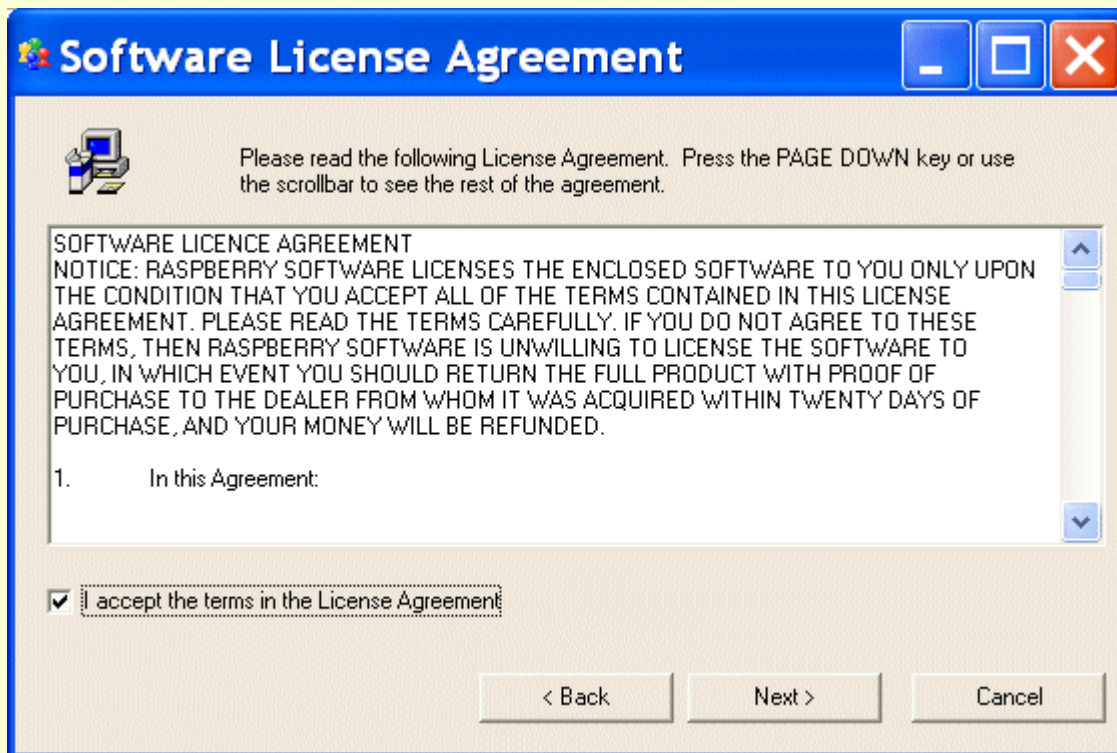 Software License Agreement
Please read the following License Agreement. Press the PAGE DOWN key or use
the scrollbar to see the rest of the agreement.
SOFTWARE LICENCE AGREEMENT
NOTICE: RASPBERRY SOFTWARE LICENSES THE ENCLOSED SOFTWARE TO YOU ONLY UPON
THE CONDITION THAT YOU ACCEPT ALL OF THE TERMS CONTAINED IN THIS LICENSE
AGREEMENT. PLEASE READ THE TERMS CAREFULLY. IF YOU DO NOT AGREE TO THESE
TERMS, THEN RASPBERRY SOFTWARE IS UNWILLING TO LICENSE THE SOFTWARE TO
YOU, IN WHICH EVENT YOU SHOULD RETURN THE FULL PRODUCT WITH PROOF OF
PURCHASE TO THE DEALER FROM WHOM IT WAS ACQUIRED WITHIN TWENTY DAYS OF
PURCHASE, AND YOUR MONEY WILL BE REFUNDED.
1. In this Agreement:
I accept the terms in the License Agreement
< Back Next > Cancel